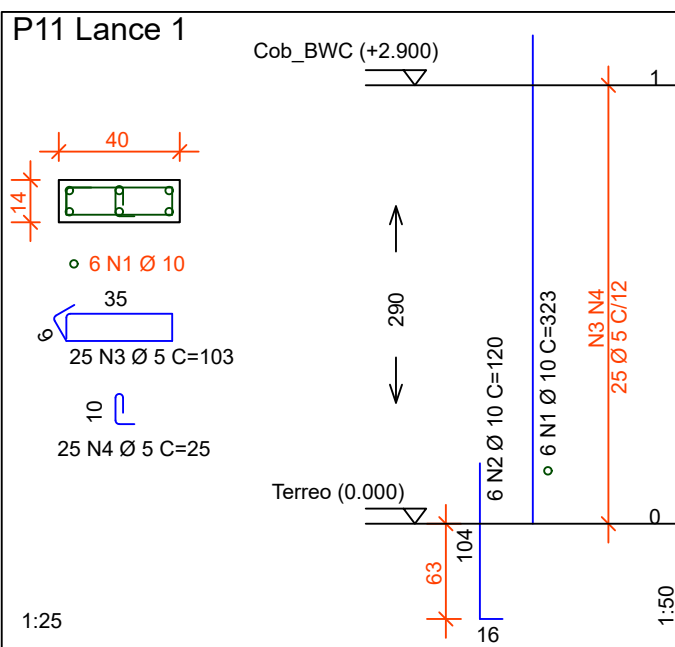 P11 Lance 1
Cob_BWC (+2.900)
1
40
14
6 N1 Ø 10
35
9
25 N3 Ø 5 C=103
10
25 N4 Ø 5 C=25
290
6 N2 Ø 10 C=120
6 N1 Ø 10 C=323
N3 N4
25 Ø 5 C/12
Terreo (0.000)
0
104
63
16
1:25
1:50